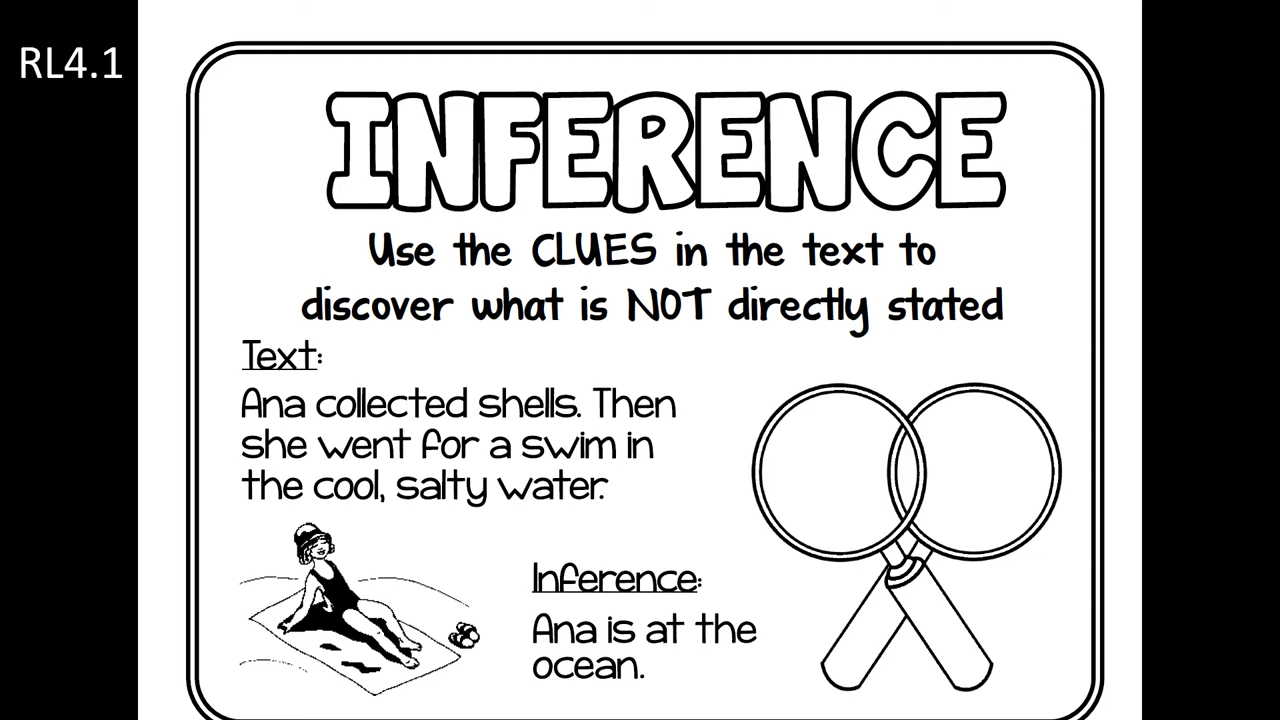 RL4.1
INFERENCE
Use the CLUES in the text to
discover what is NOT directly stated
Text:
Ana collected shells. Then
she went for a swim in
the cool, salty water.
Inference:
Ana is at the
ocean.